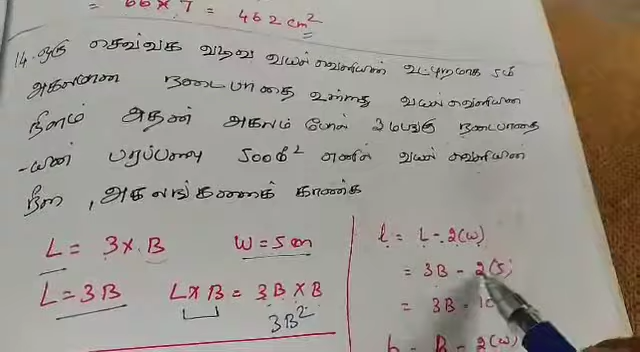 = 66 × 7 = 462 cm²
14. ஒரு செவ்வக வடிவ வயல்வெளியின் உட்புறமாக 5மீ
அகலமான நடைபாதை உள்ளது வயல்வெளியின்
நீளம் அதன் அகலம் போல் 3 மடங்கு நடைபாதை
-யின் பரப்பளவு 500மீ² எனில் வயல்வெளியின்
நீள, அகலங்களைக் காண்க
L = 3 × B W = 5m
L = 3B L × B = 3B × B
3B²
l = L - 2(w)
= 3B - 2(5)
= 3B - 10
b = B - 2(w)